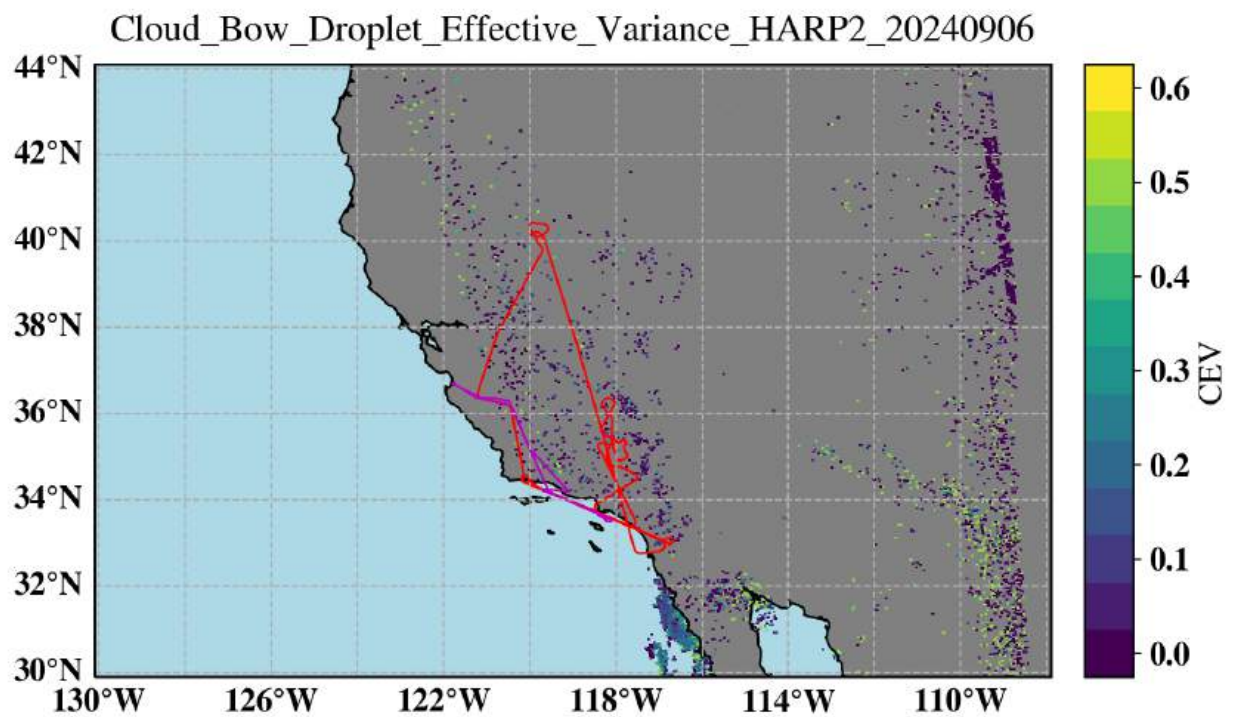 Cloud_Bow_Droplet_Effective_Variance_HARP2_20240906
44°N
42°N
40°N
38°N
36°N
34°N
32°N
30°N
130°W 126°W 122°W 118°W 114°W 110°W
0.6
0.5
0.4
0.3
0.2
0.1
0.0
CEV